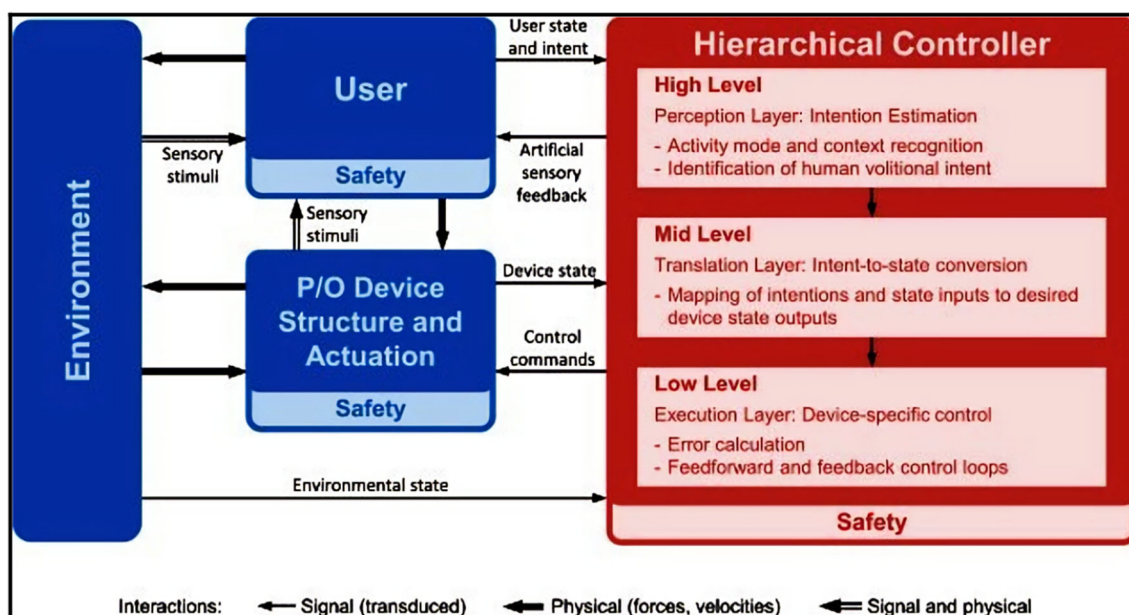 Environment
User
Safety
Sensory
stimuli
Sensory
stimuli
P/O Device
Structure and
Actuation
Safety
User state
and intent
Artificial
sensory
feedback
Device state
Control
commands
Environmental state
Hierarchical Controller
High Level
Perception Layer: Intention Estimation
- Activity mode and context recognition
- Identification of human volitional intent
Mid Level
Translation Layer: Intent-to-state conversion
- Mapping of intentions and state inputs to desired
device state outputs
Low Level
Execution Layer: Device-specific control
- Error calculation
- Feedforward and feedback control loops
Safety
Interactions: Signal (transduced) Physical (forces, velocities) Signal and physical